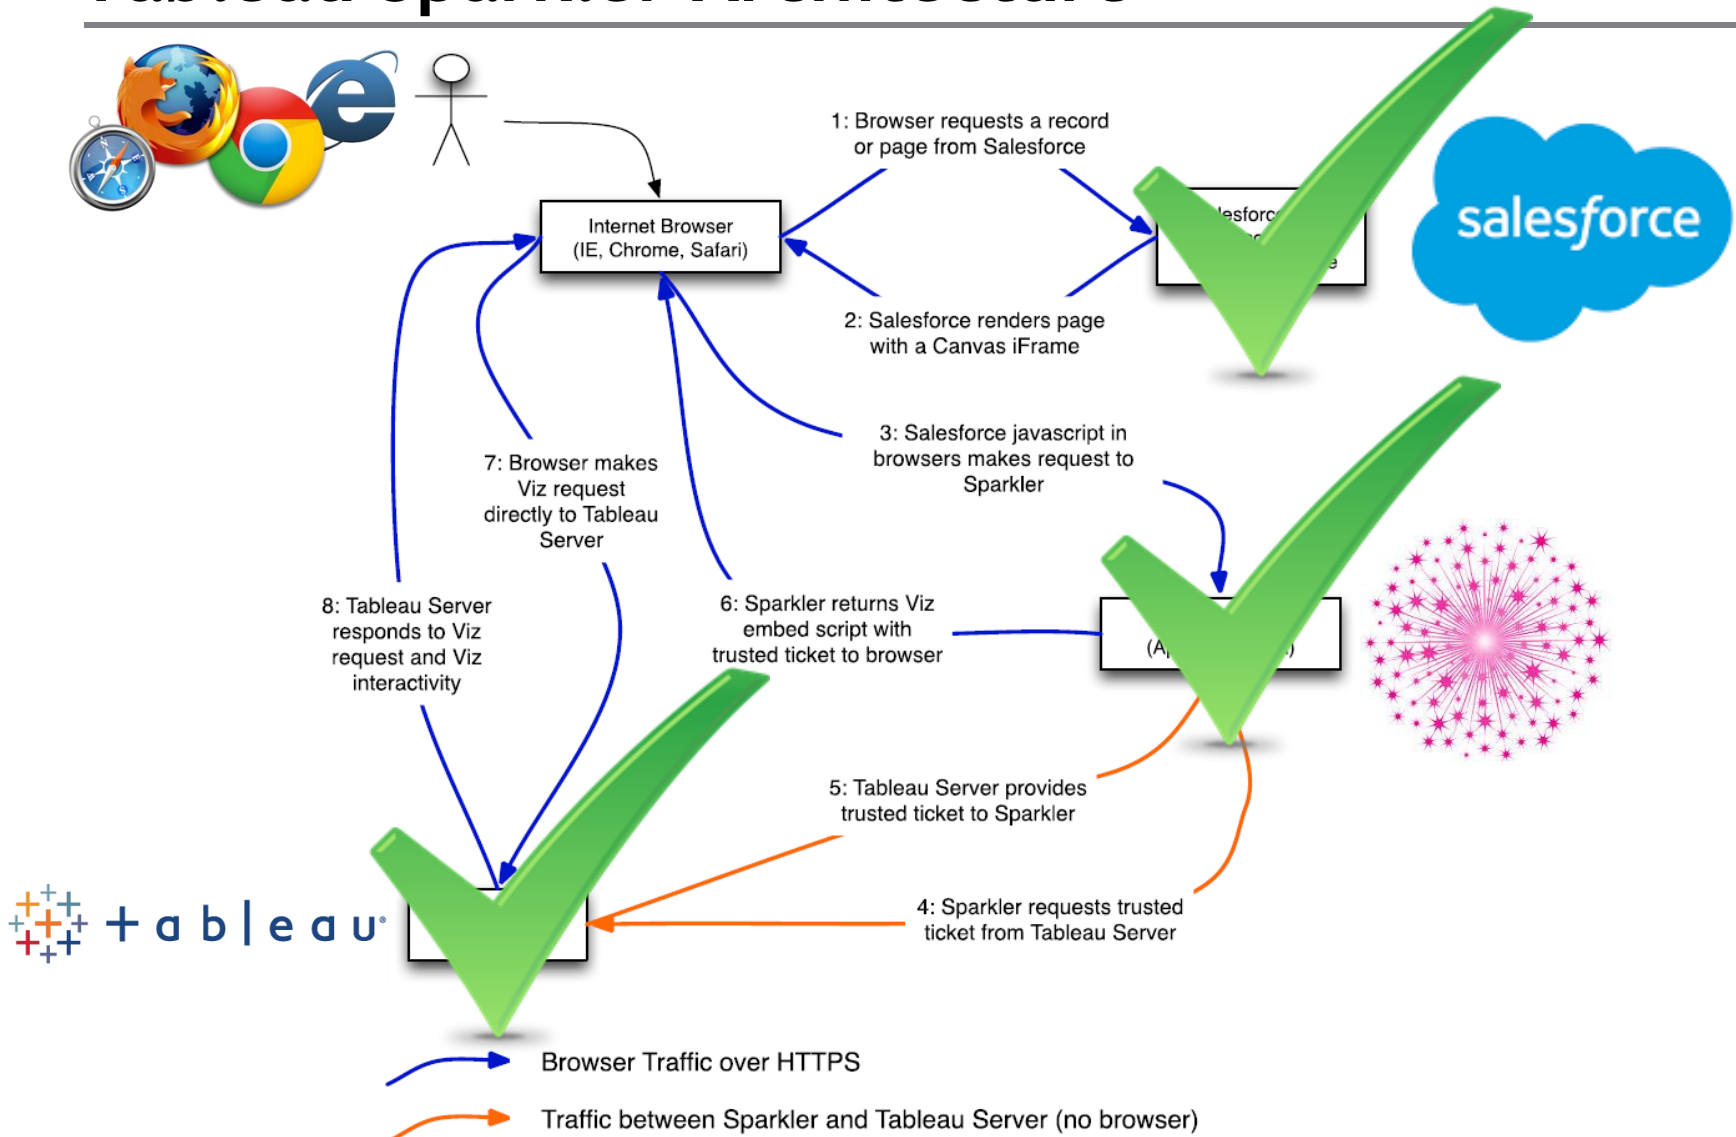 Tableau Sparkler Architecture
1: Browser requests a record
or page from Salesforce
salesforce
Internet Browser
(IE, Chrome, Safari)
2: Salesforce renders page
with a Canvas iFrame
3: Salesforce javascript in
browsers makes request to
Sparkler
7: Browser makes
Viz request
directly to Tableau
Server
8: Tableau Server
responds to Viz
request and Viz
interactivity
6: Sparkler returns Viz
embed script with
trusted ticket to browser
5: Tableau Server provides
trusted ticket to Sparkler
4: Sparkler requests trusted
ticket from Tableau Server
+ableau®
Browser Traffic over HTTPS
Traffic between Sparkler and Tableau Server (no browser)